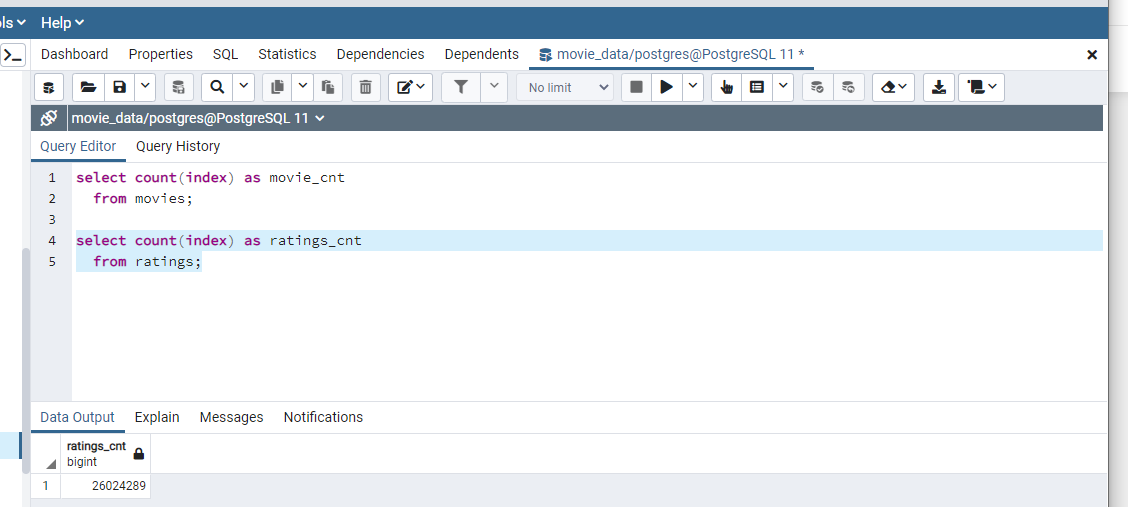 ls Help
>_ Dashboard Properties SQL Statistics Dependencies Dependents movie_data/postgres@PostgreSQL 11 *
No limit
movie_data/postgres@PostgreSQL 11
Query Editor Query History
1 select count(index) as movie_cnt
2 from movies;
3
4 select count(index) as ratings_cnt
5 from ratings;
Data Output Explain Messages Notifications
ratings_cnt
bigint
1 26024289